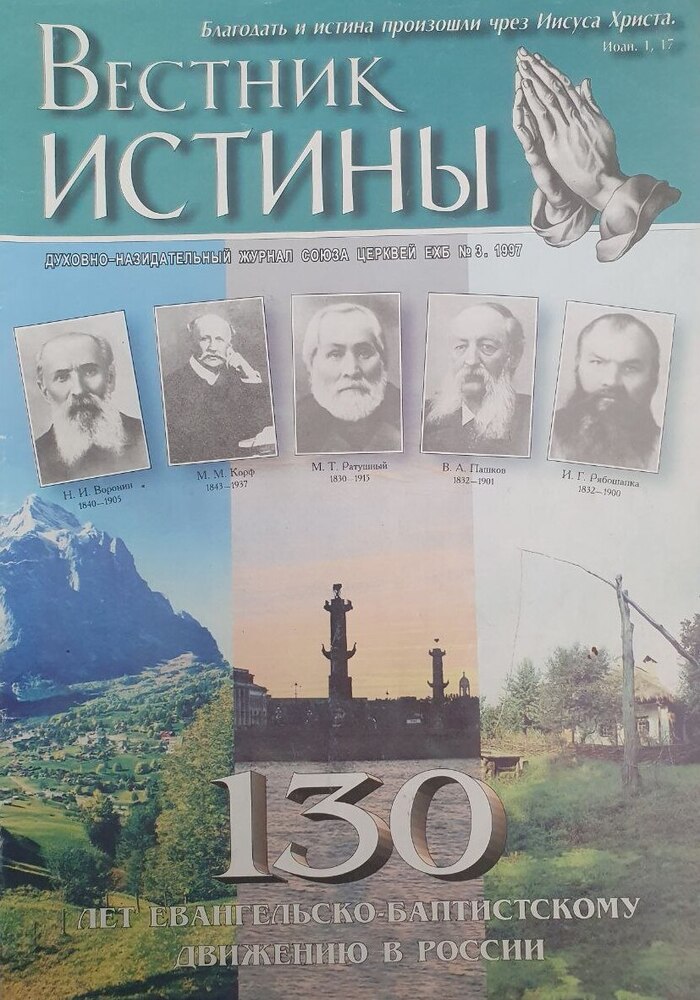 Благодать и истина произошли чрез Иисуса Христа.
Иоан. 1, 17
Вестник
ИСТИНЫ
ДУХОВНО-НАЗИДАТЕЛЬНЫЙ ЖУРНАЛ СОЮЗА ЦЕРКВЕЙ ЕХБ № 3. 1997
Н. И. Воронин
1840—1905
М. М. Корф
1843—1937
М. Т. Ратушный
1830—1915
В. А. Пашков
1832—1901
И. Г. Рябошапка
1832—1900
130
ЛЕТ ЕВАНГЕЛЬСКО-БАПТИСТСКОМУ
ДВИЖЕНИЮ В РОССИИ